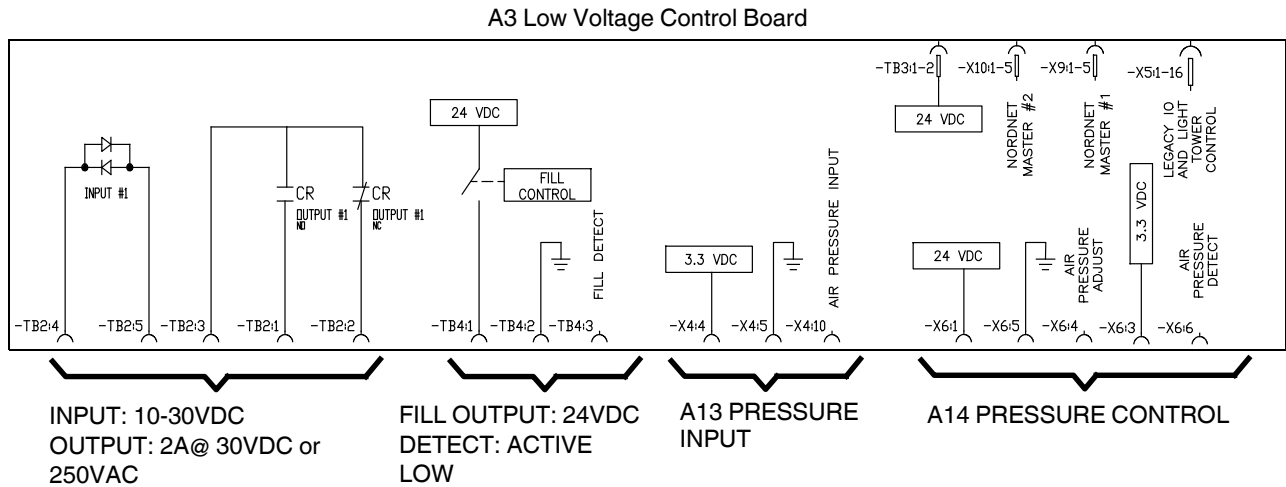 A3 Low Voltage Control Board
-TB3:1-2
-X10:1-5
-X9:1-5
-X5:1-16
24 VDC
24 VDC
NORDNET
MASTER #2
NORDNET
MASTER #1
LEGACY IO
AND LIGHT
TOWER
CONTROL
INPUT #1
CR
OUTPUT #1
NO
CR
OUTPUT #1
NC
FILL
CONTROL
FILL DETECT
3.3 VDC
AIR PRESSURE INPUT
24 VDC
AIR
PRESSURE
ADJUST
3.3 VDC
AIR
PRESSURE
DETECT
-TB2:4
-TB2:5
-TB2:3
-TB2:1
-TB2:2
-TB4:1
-TB4:2
-TB4:3
-X4:4
-X4:5
-X4:10
-X6:1
-X6:5
-X6:4
-X6:3
-X6:6
INPUT: 10-30VDC
OUTPUT: 2A@ 30VDC or
250VAC
FILL OUTPUT: 24VDC
DETECT: ACTIVE
LOW
A13 PRESSURE
INPUT
A14 PRESSURE CONTROL